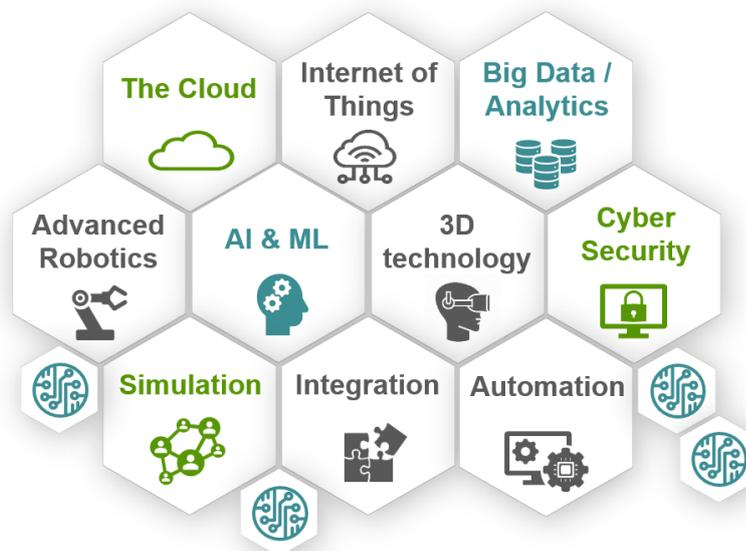 The Cloud
Internet of
Things
Big Data /
Analytics
Advanced
Robotics
AI & ML
3D
technology
Cyber
Security
Simulation
Integration
Automation